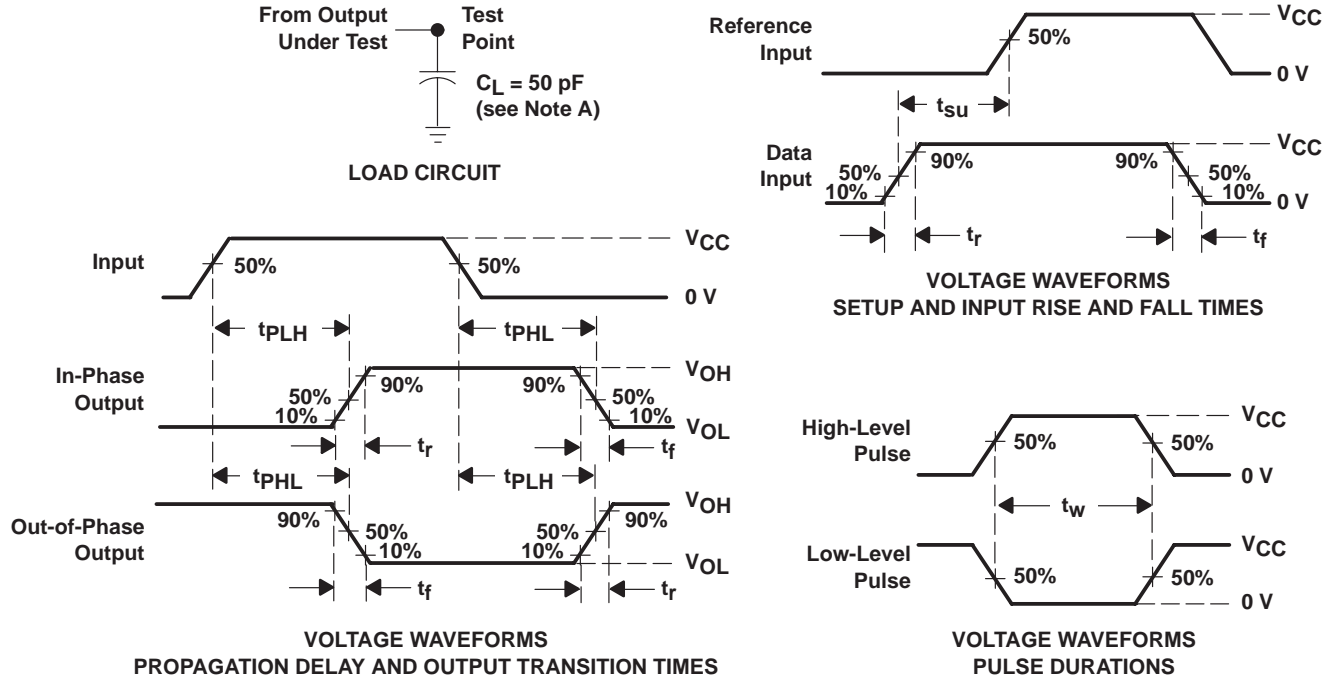 From Output
Under Test
Test
Point
CL = 50 pF
(see Note A)
LOAD CIRCUIT
Reference
Input
50%
VCC
0 V
tsu
Data
Input
50%
10%
90%
90%
50%
10%
VCC
0 V
tr
tf
VOLTAGE WAVEFORMS
SETUP AND INPUT RISE AND FALL TIMES
Input
50%
50%
VCC
0 V
tPLH
tPHL
In-Phase
Output
50%
10%
90%
90%
50%
10%
VOH
VOL
tr
tf
tPHL
tPLH
Out-of-Phase
Output
90%
50%
10%
50%
10%
90%
VOH
VOL
tf
tr
VOLTAGE WAVEFORMS
PROPAGATION DELAY AND OUTPUT TRANSITION TIMES
High-Level
Pulse
50%
50%
VCC
0 V
tw
Low-Level
Pulse
50%
50%
VCC
0 V
VOLTAGE WAVEFORMS
PULSE DURATIONS